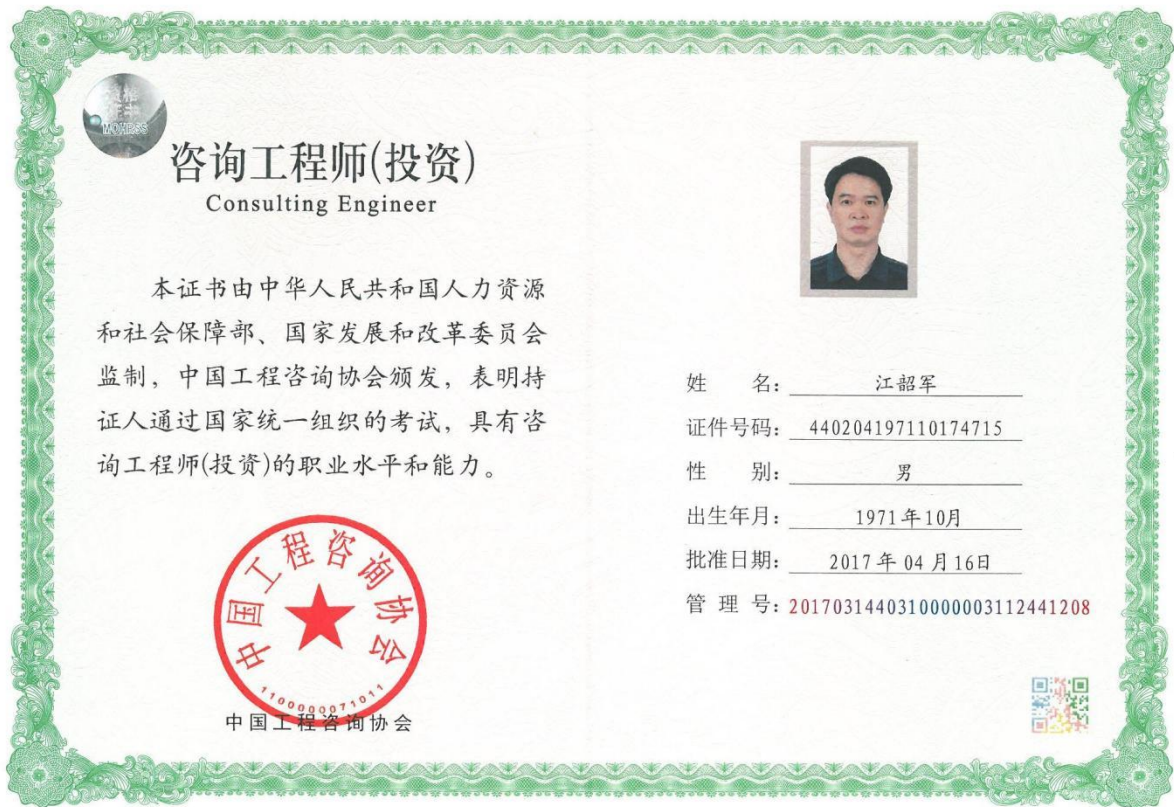 资格
证书
MOHRSS
咨询工程师(投资)
Consulting Engineer
本证书由中华人民共和国人力资源
和社会保障部、国家发展和改革委员会
监制，中国工程咨询协会颁发，表明持
证人通过国家统一组织的考试，具有咨
询工程师(投资)的职业水平和能力。
中国工程咨询协会
1100000071011
中国工程咨询协会
姓 名：江韶军
证件号码：440204197110174715
性 别：男
出生年月：1971年10月
批准日期：2017年04月16日
管 理 号：2017031440310000003112441208